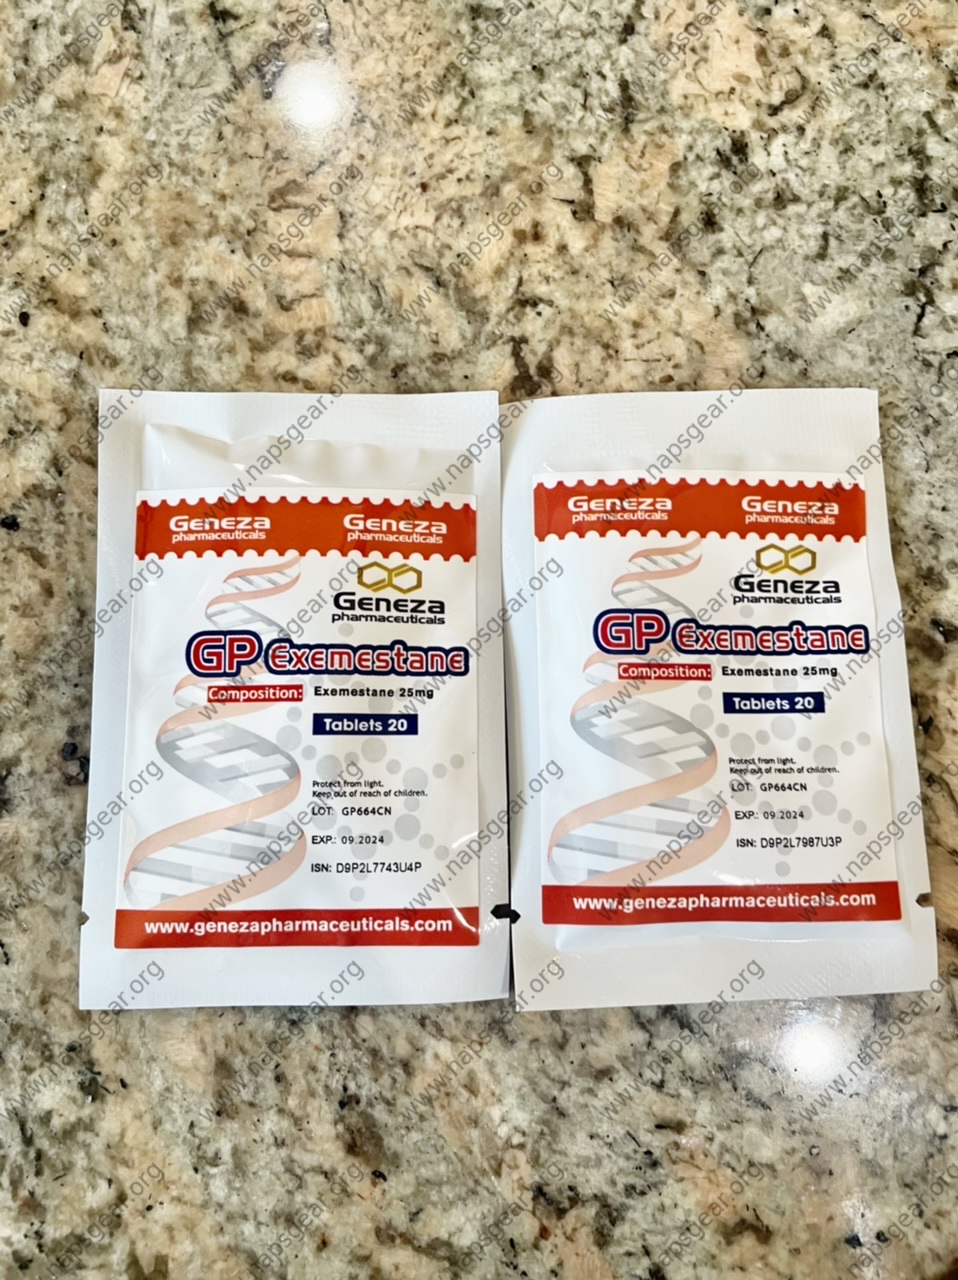 Geneza Geneza
pharmaceuticals pharmaceuticals
Geneza
pharmaceuticals
GP Exemestane
Composition: Exemestane 25mg
Tablets 20
Protect from light.
Keep out of reach of children.
LOT: GP664CN
EXP.: 09.2024
ISN: D9P2L7743U4P
www.genezapharmaceuticals.com
Geneza Geneza
pharmaceuticals pharmaceuticals
Geneza
pharmaceuticals
GP Exemestane
Composition: Exemestane 25mg
Tablets 20
Protect from light.
Keep out of reach of children.
LOT: GP664CN
EXP.: 09.2024
ISN: D9P2L7987U3P
www.genezapharmaceuticals.com
www.napsgear.org